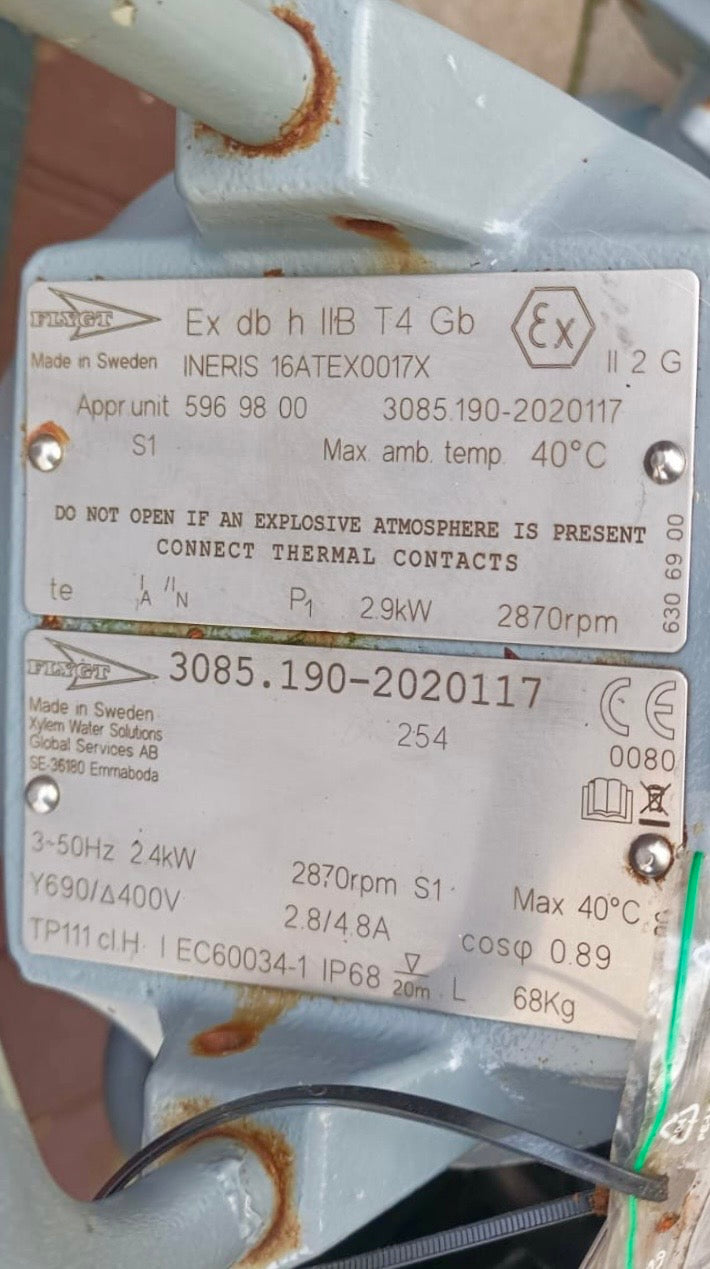 FLYGT Ex db h IIB T4 Gb Ɛx II 2 G
Made in Sweden INERIS 16ATEX0017X
Appr.unit 596 98 00 3085.190-2020117
S1 Max. amb. temp. 40°C
DO NOT OPEN IF AN EXPLOSIVE ATMOSPHERE IS PRESENT
CONNECT THERMAL CONTACTS
te IA/IN P1 2.9kW 2870rpm
630 69 00
FLYGT 3085.190-2020117 CE
Made in Sweden 254
Xylem Water Solutions 0080
Global Services AB
SE-36180 Emmaboda
3~50Hz 2.4kW 2870rpm S1 Max 40°C
Y690/Δ400V 2.8/4.8A cosφ 0.89
TP111 cl.H IEC60034-1 IP68 ▽ 20m L 68Kg